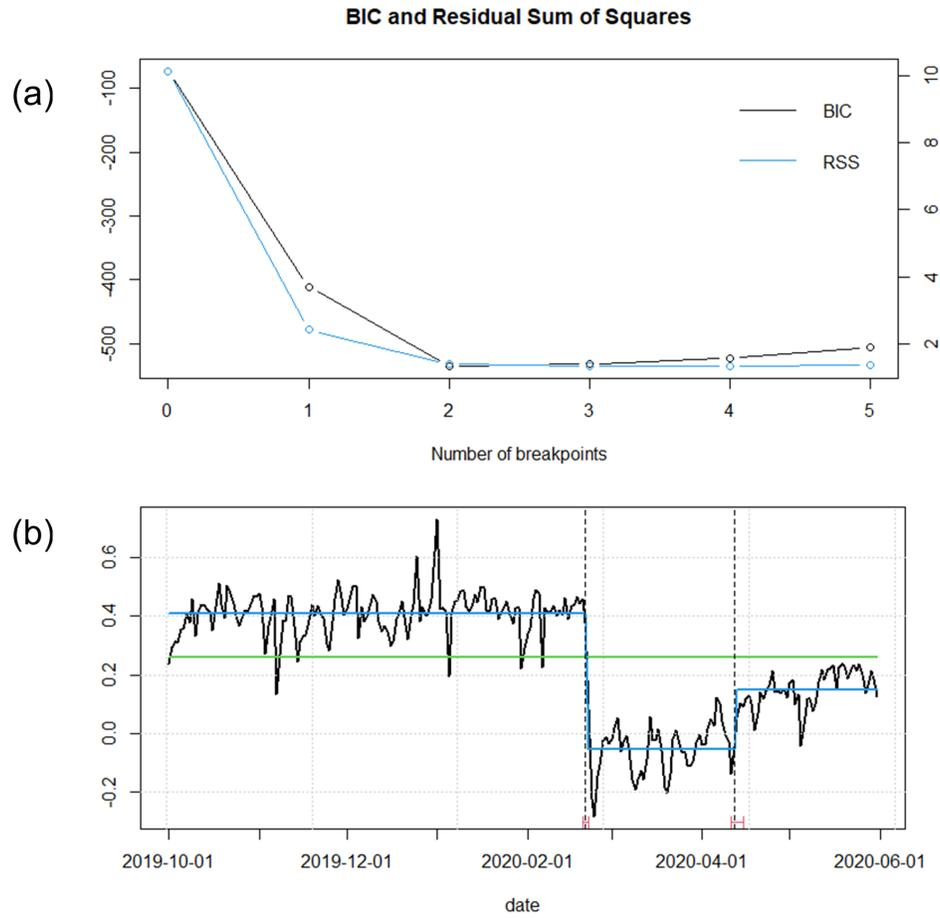 BIC and Residual Sum of Squares
(a)
-100
-200
-300
-400
-500
10
8
6
4
2
BIC
RSS
0 1 2 3 4 5
Number of breakpoints
(b)
0.6
0.4
0.2
0.0
-0.2
2019-10-01 2019-12-01 2020-02-01 2020-04-01 2020-06-01
date